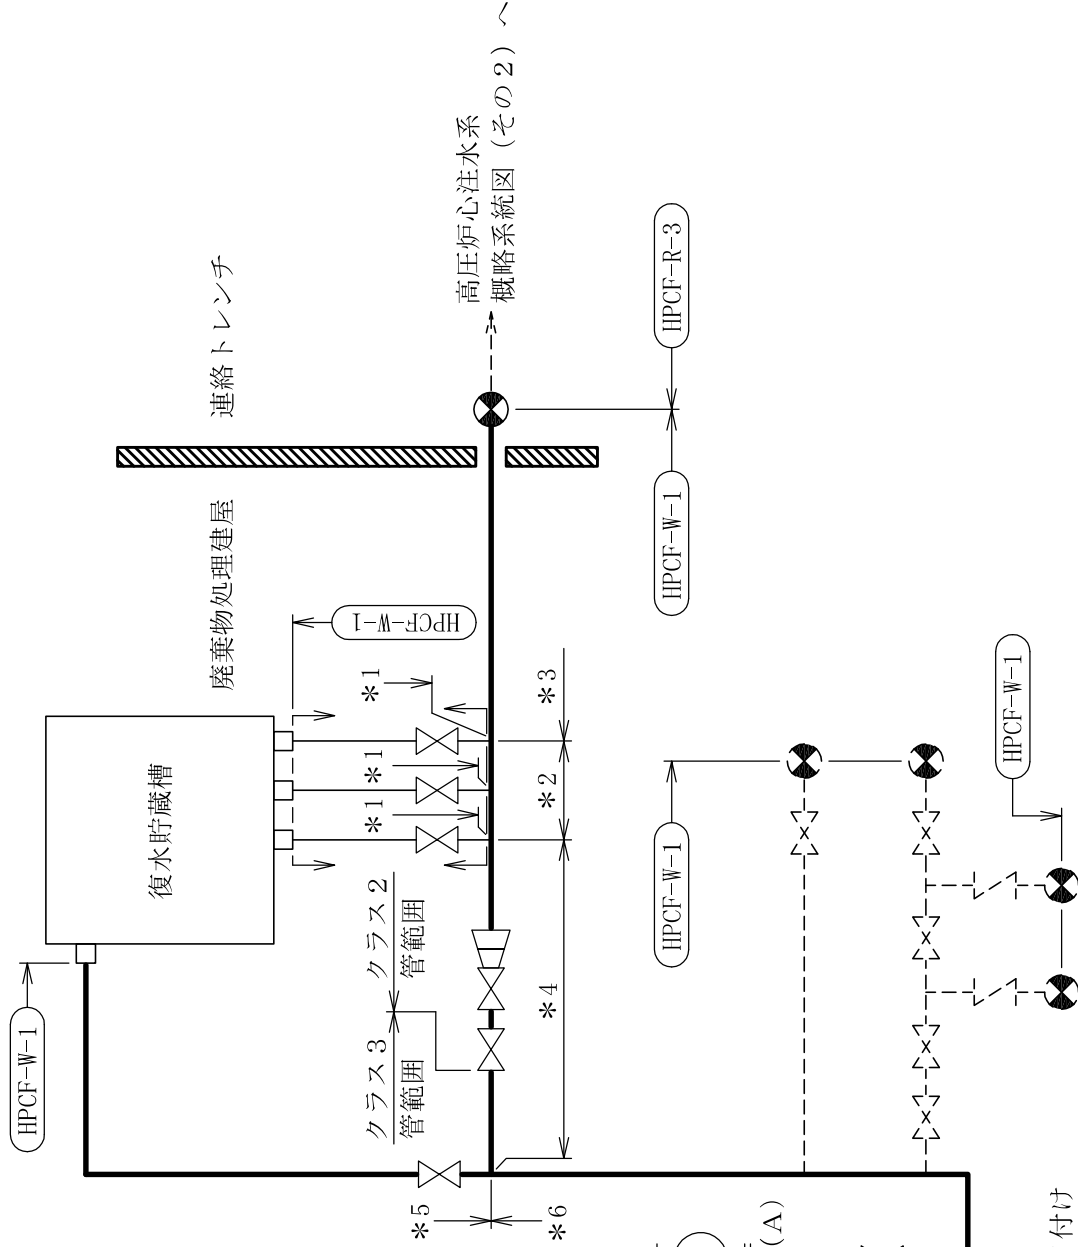 高圧炉心注水系
概略系統図（その２）へ
連絡トレンチ
HPCF-R-3
HPCF-W-1
廃棄物処理建屋
HPCF-W-1
復水貯蔵槽
＊1
＊1
＊1
＊3
＊2
＊4
クラス２
管範囲
クラス３
管範囲
HPCF-W-1
HPCF-W-1
HPCF-W-1
＊5
＊6
(A)
付け